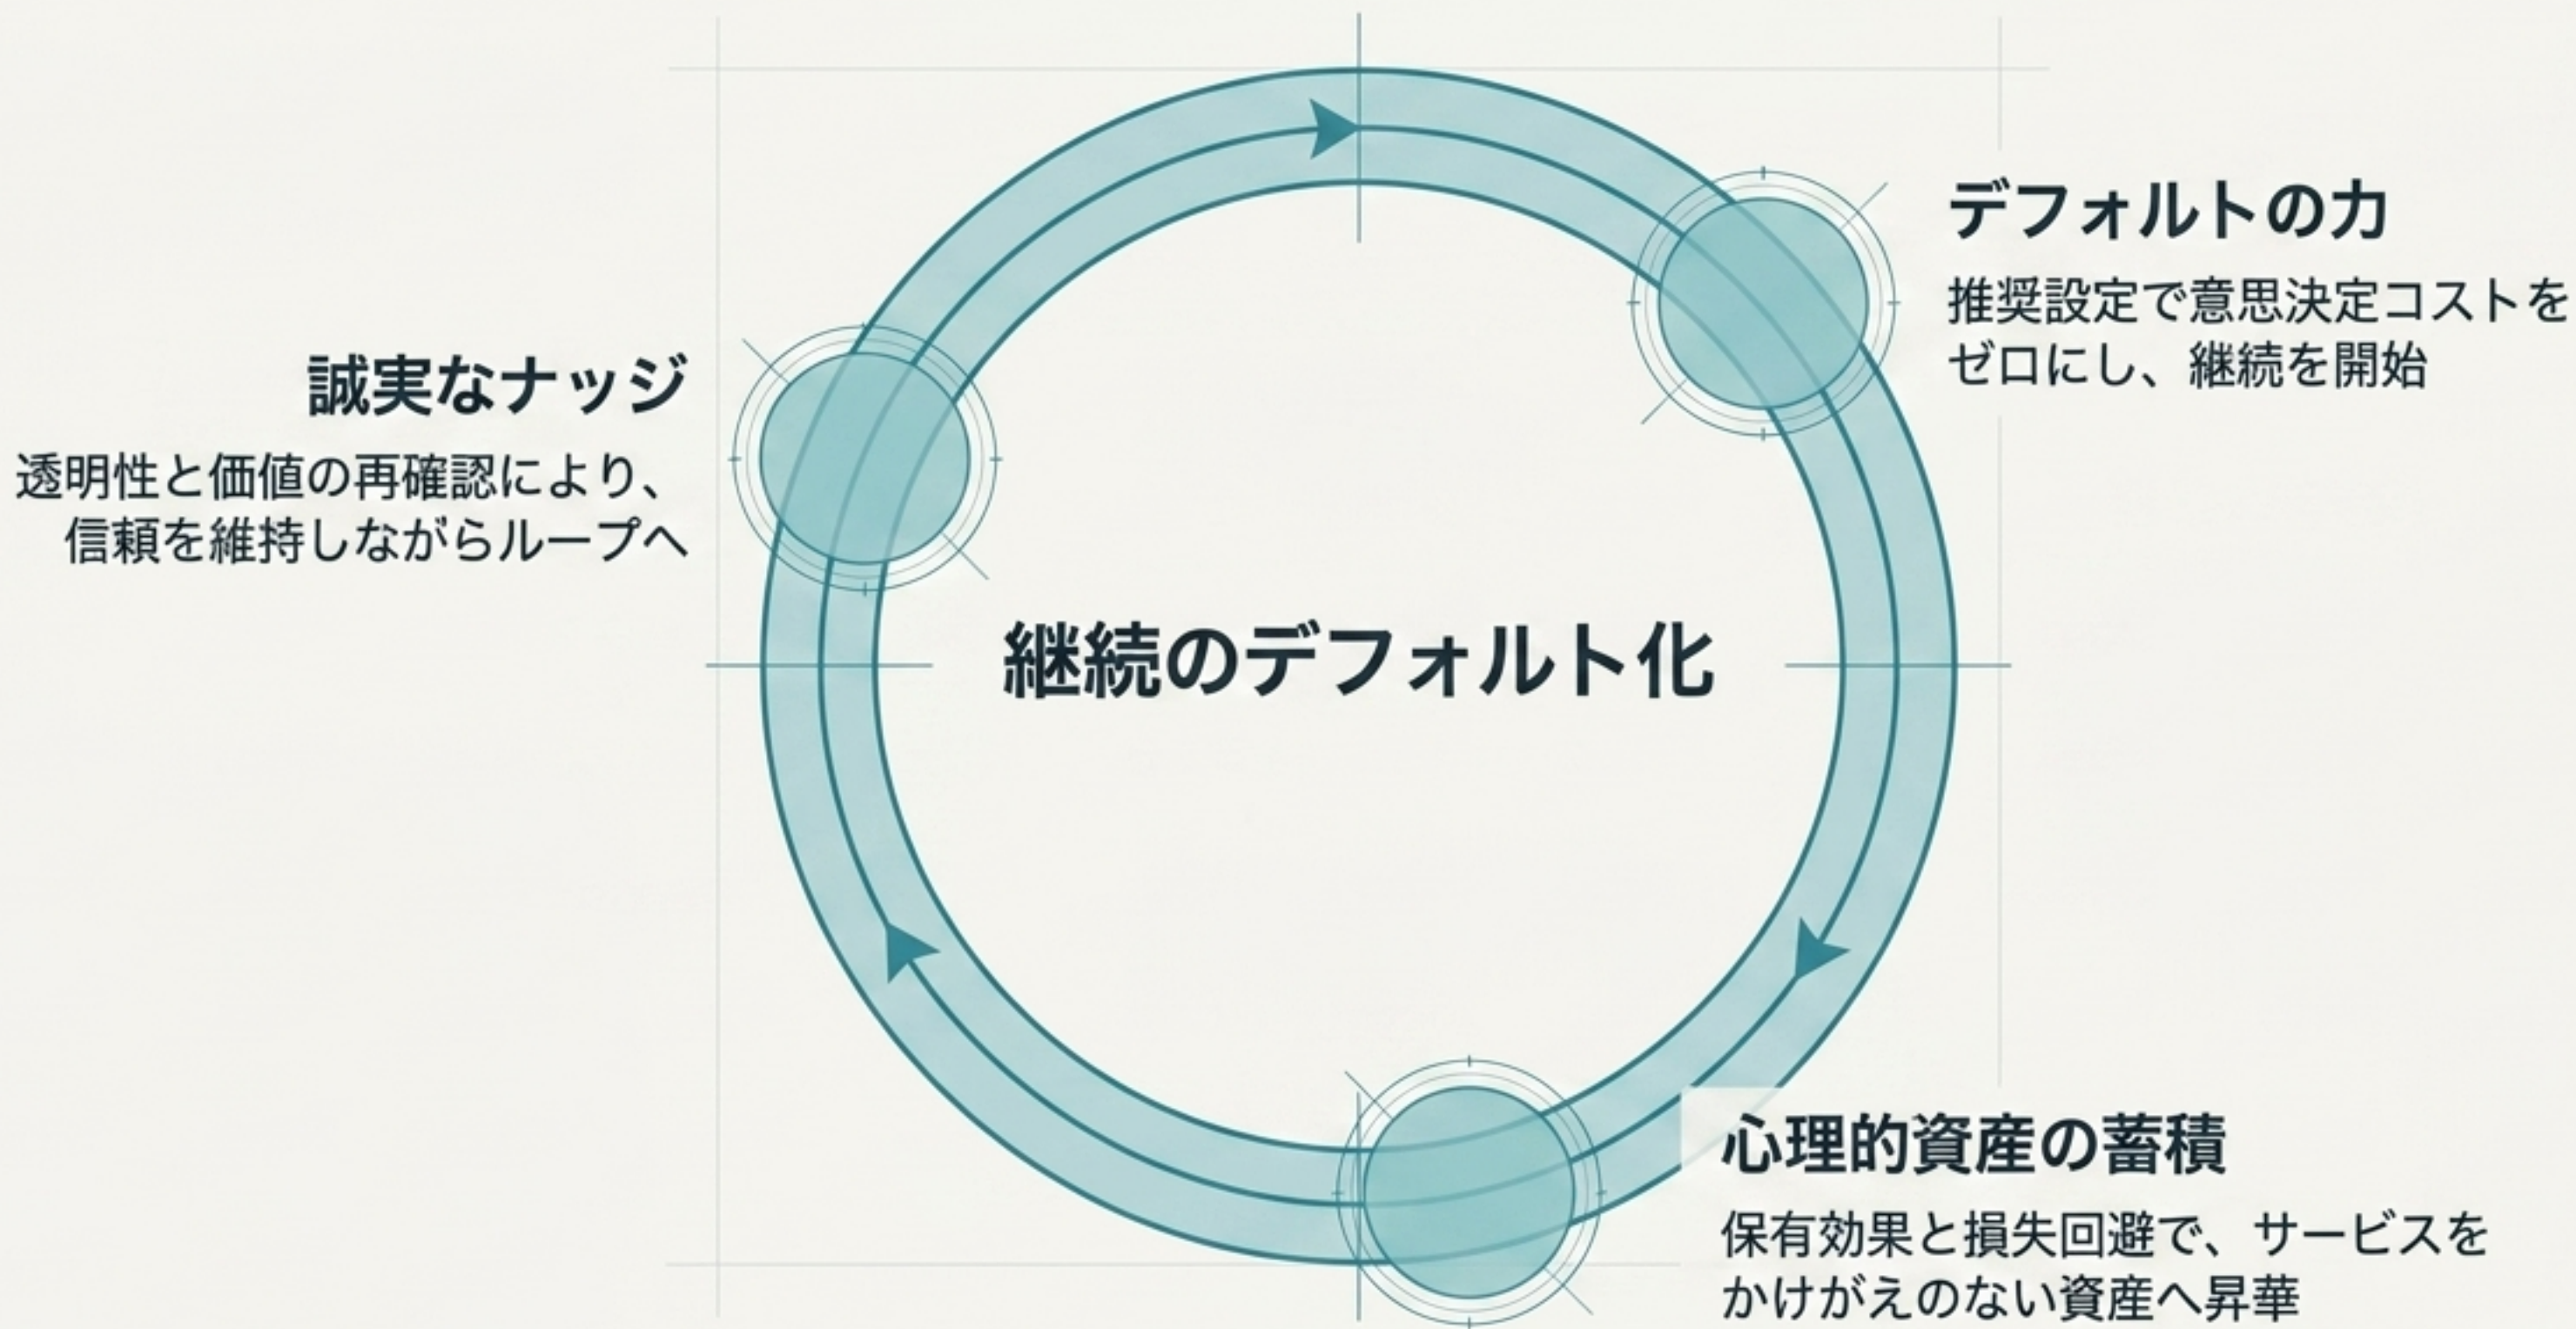 デフォルトの力
推奨設定で意思決定コストを
ゼロにし、継続を開始
誠実なナッジ
透明性と価値の再確認により、
信頼を維持しながらループへ
継続のデフォルト化
心理的資産の蓄積
保有効果と損失回避で、サービスを
かけがえのない資産へ昇華